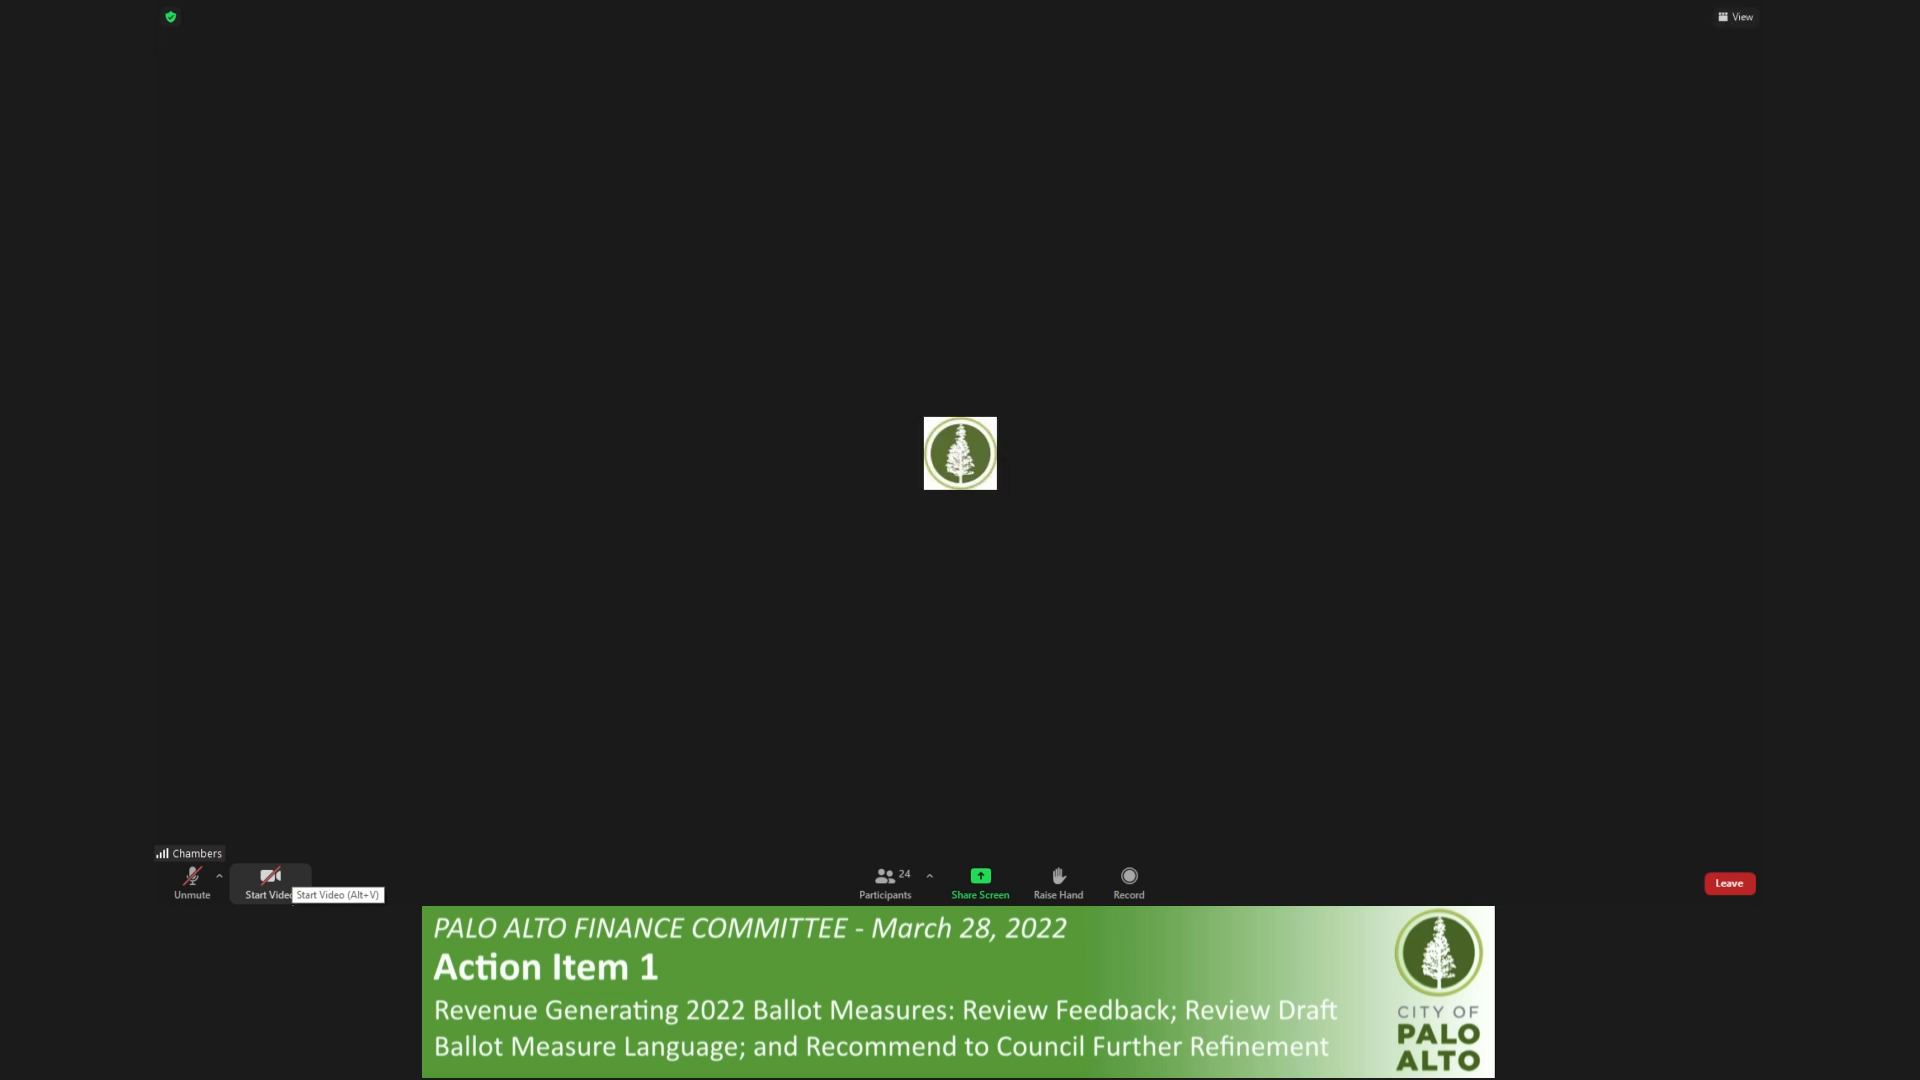 View
Chambers
Unmute
Start Video
Start Video (Alt+V)
24
Participants
Share Screen
Raise Hand
Record
Leave
PALO ALTO FINANCE COMMITTEE - March 28, 2022
Action Item 1
Revenue Generating 2022 Ballot Measures: Review Feedback; Review Draft
Ballot Measure Language; and Recommend to Council Further Refinement
CITY OF
PALO
ALTO